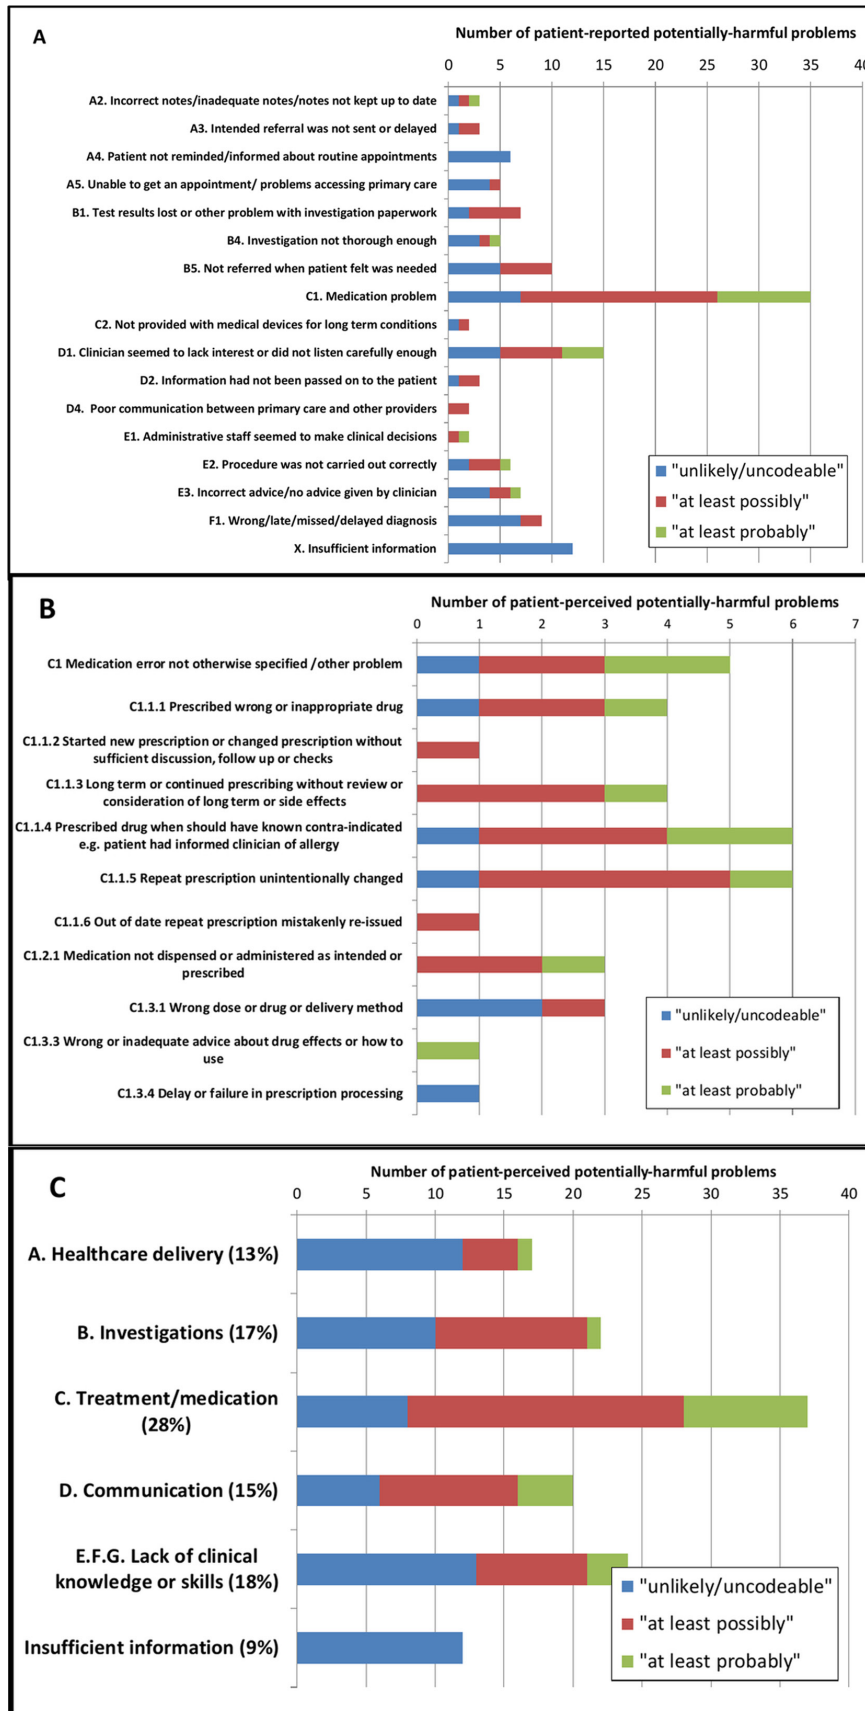 A
Number of patient-reported potentially-harmful problems
0 5 10 15 20 25 30 35 40
A2. Incorrect notes/inadequate notes/notes not kept up to date
A3. Intended referral was not sent or delayed
A4. Patient not reminded/informed about routine appointments
A5. Unable to get an appointment/ problems accessing primary care
B1. Test results lost or other problem with investigation paperwork
B4. Investigation not thorough enough
B5. Not referred when patient felt was needed
C1. Medication problem
C2. Not provided with medical devices for long term conditions
D1. Clinician seemed to lack interest or did not listen carefully enough
D2. Information had not been passed on to the patient
D4. Poor communication between primary care and other providers
E1. Administrative staff seemed to make clinical decisions
E2. Procedure was not carried out correctly
E3. Incorrect advice/no advice given by clinician
F1. Wrong/late/missed/delayed diagnosis
X. Insufficient information
"unlikely/uncodeable"
"at least possibly"
"at least probably"
B
Number of patient-perceived potentially-harmful problems
0 1 2 3 4 5 6 7
C1 Medication error not otherwise specified /other problem
C1.1.1 Prescribed wrong or inappropriate drug
C1.1.2 Started new prescription or changed prescription without
sufficient discussion, follow up or checks
C1.1.3 Long term or continued prescribing without review or
consideration of long term or side effects
C1.1.4 Prescribed drug when should have known contra-indicated
e.g. patient had informed clinician of allergy
C1.1.5 Repeat prescription unintentionally changed
C1.1.6 Out of date repeat prescription mistakenly re-issued
C1.2.1 Medication not dispensed or administered as intended or
prescribed
C1.3.1 Wrong dose or drug or delivery method
C1.3.3 Wrong or inadequate advice about drug effects or how to
use
C1.3.4 Delay or failure in prescription processing
"unlikely/uncodeable"
"at least possibly"
"at least probably"
C
Number of patient-perceived potentially-harmful problems
0 5 10 15 20 25 30 35 40
A. Healthcare delivery (13%)
B. Investigations (17%)
C. Treatment/medication
(28%)
D. Communication (15%)
E.F.G. Lack of clinical
knowledge or skills (18%)
Insufficient information (9%)
"unlikely/uncodeable"
"at least possibly"
"at least probably"